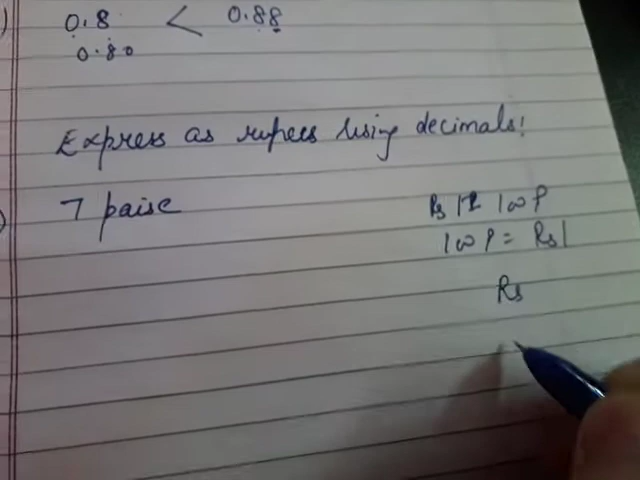 ) 0.8 < 0.88
0.80
Express as rupees using decimals:
) 7 paise
Rs 1 = 100 P
100 P = Rs 1
Rs